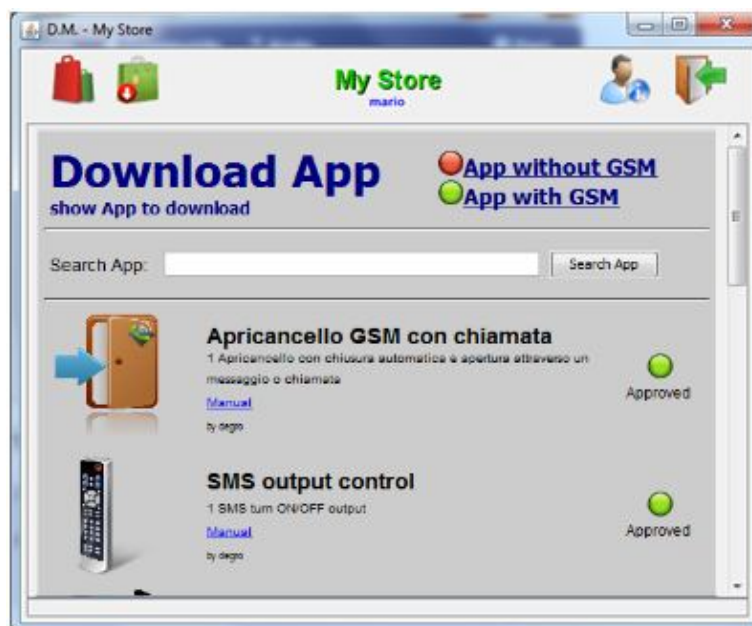 D.M. - My Store
My Store
mario
Download App
show App to download
App without GSM
App with GSM
Search App:
Search App
Apricancello GSM con chiamata
1 Apricancello con chiusura automatica e apertura attraverso un
messaggio o chiamata
Manual
by degro
Approved
SMS output control
1 SMS turn ON/OFF output
Manual
by degro
Approved